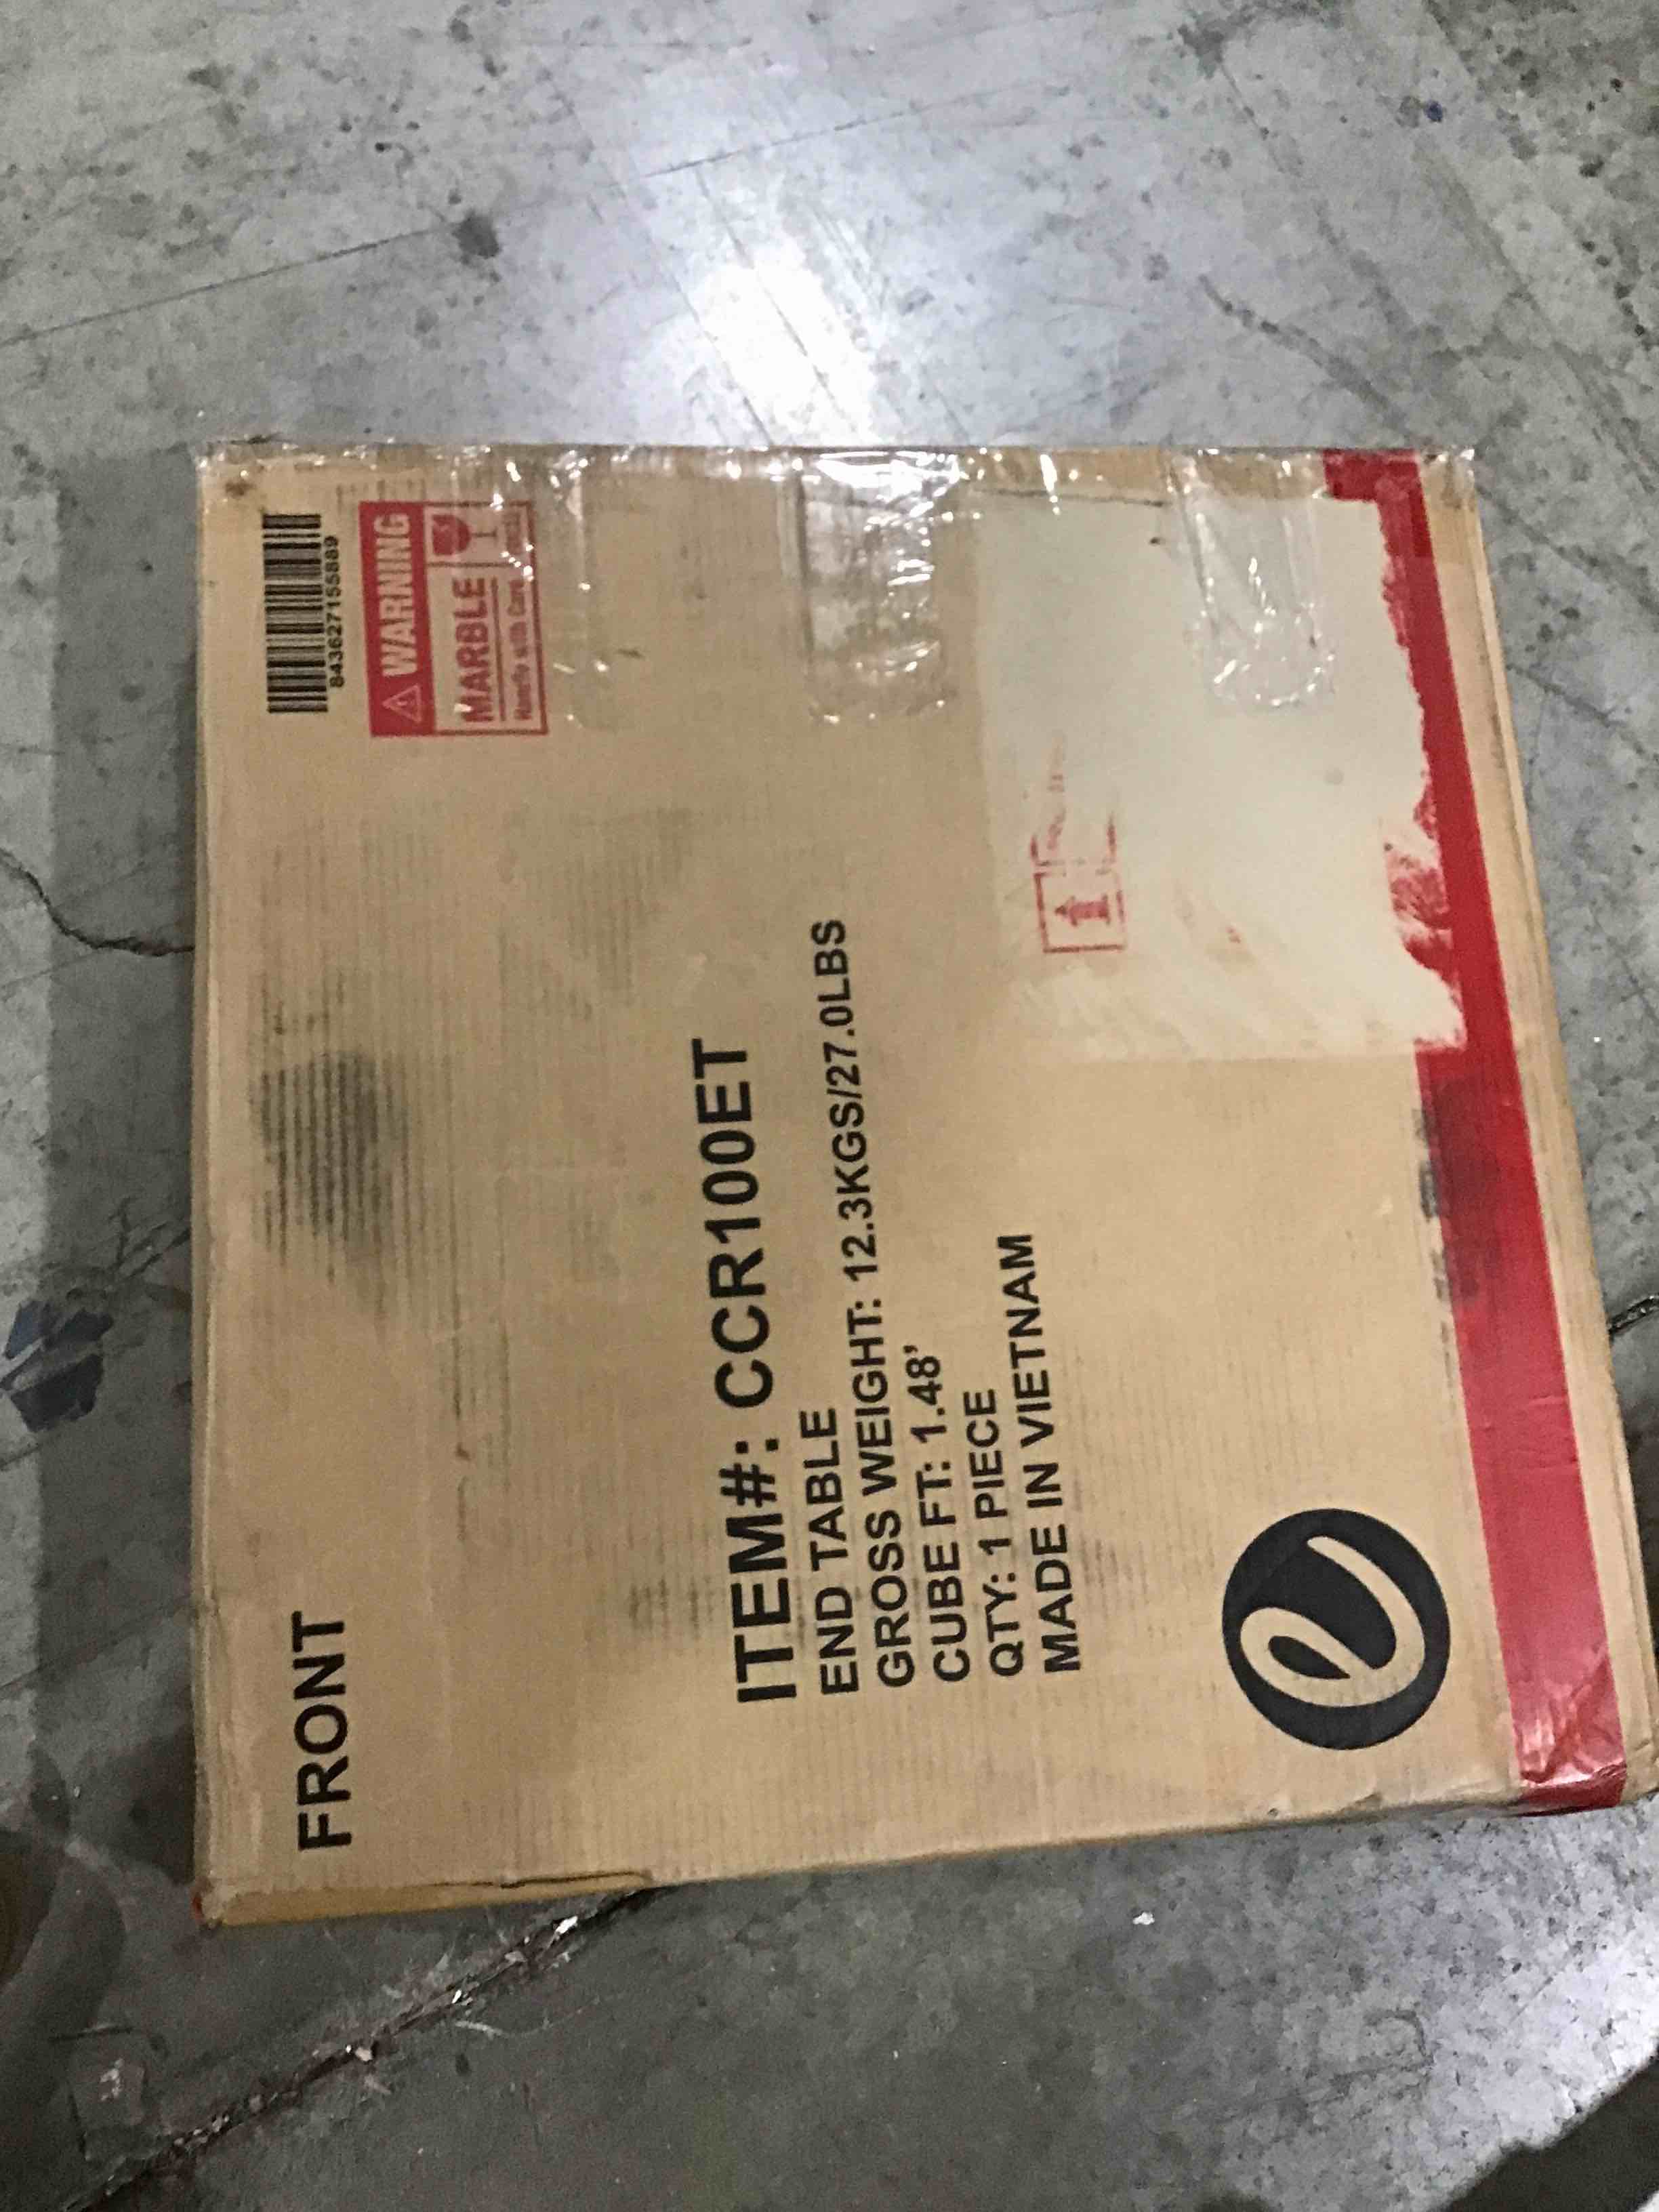 FRONT
843627155889
WARNING
MARBLE
Handle with Care
ITEM#: CCR100ET
END TABLE
GROSS WEIGHT: 12.3KGS/27.0LBS
CUBE FT: 1.48'
QTY: 1 PIECE
MADE IN VIETNAM
e